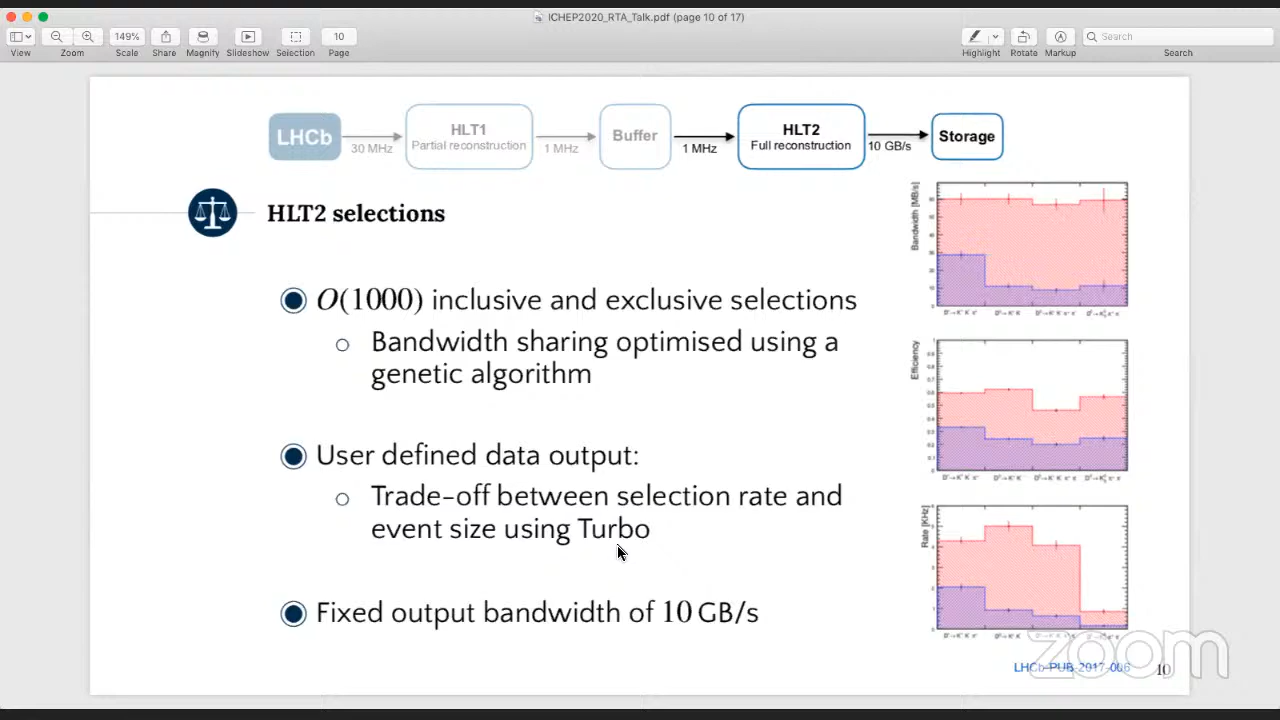 ICHEP2020_RTA_Talk.pdf (page 10 of 17)
149%
10
Search
View
Zoom
Scale
Share
Magnify
Slideshow
Selection
Page
Highlight
Rotate
Markup
Search
LHCb
30 MHz
HLT1
Partial reconstruction
1 MHz
Buffer
1 MHz
HLT2
Full reconstruction
10 GB/s
Storage
HLT2 selections
O(1000) inclusive and exclusive selections
Bandwidth sharing optimised using a
genetic algorithm
User defined data output:
Trade-off between selection rate and
event size using Turbo
Fixed output bandwidth of 10 GB/s
Bandwidth [MB/s]
Efficiency
Rate [KHz]
LHCb-PUB-2017-006
10
zoom